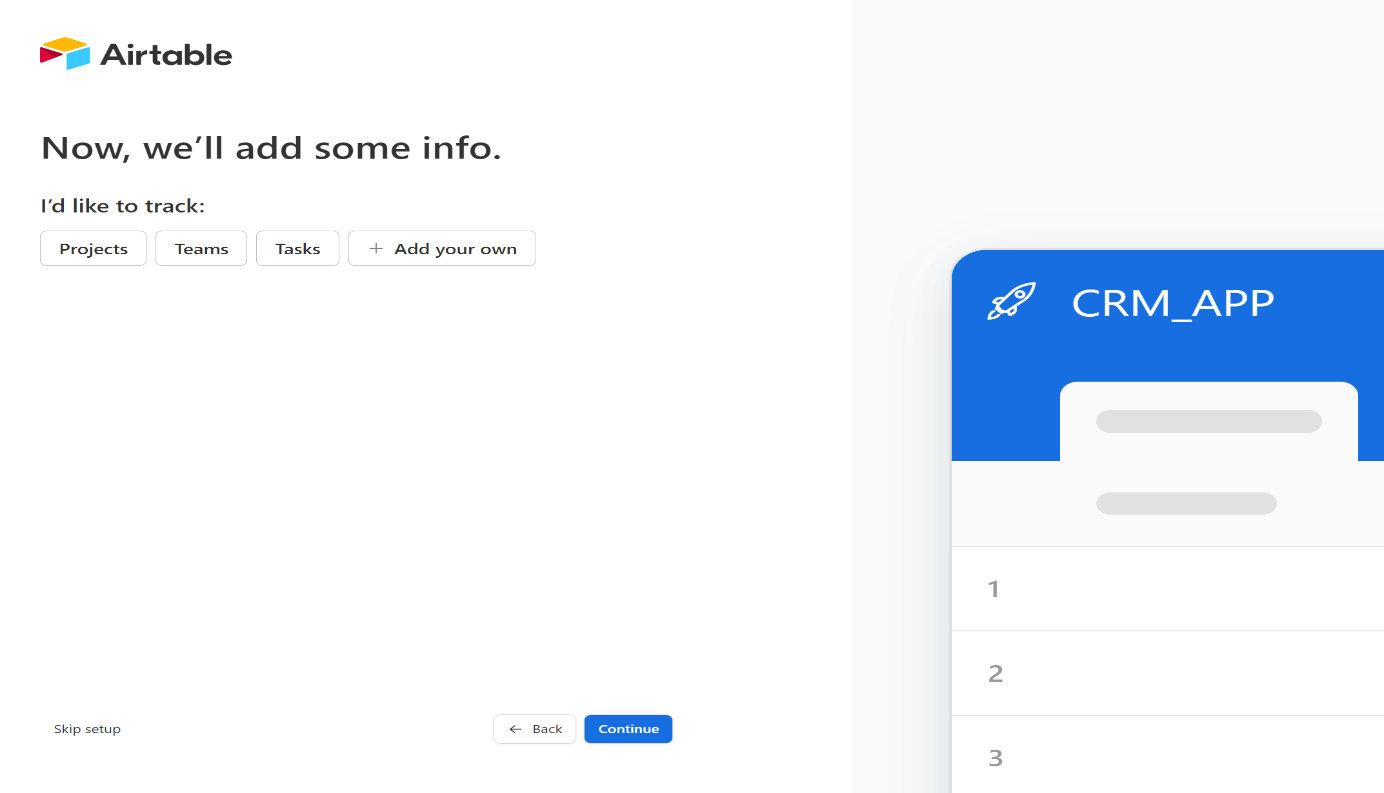 Airtable
Now, we'll add some info.
I'd like to track:
Projects
Teams
Tasks
+ Add your own
CRM_APP
1
2
3
Skip setup
← Back
Continue